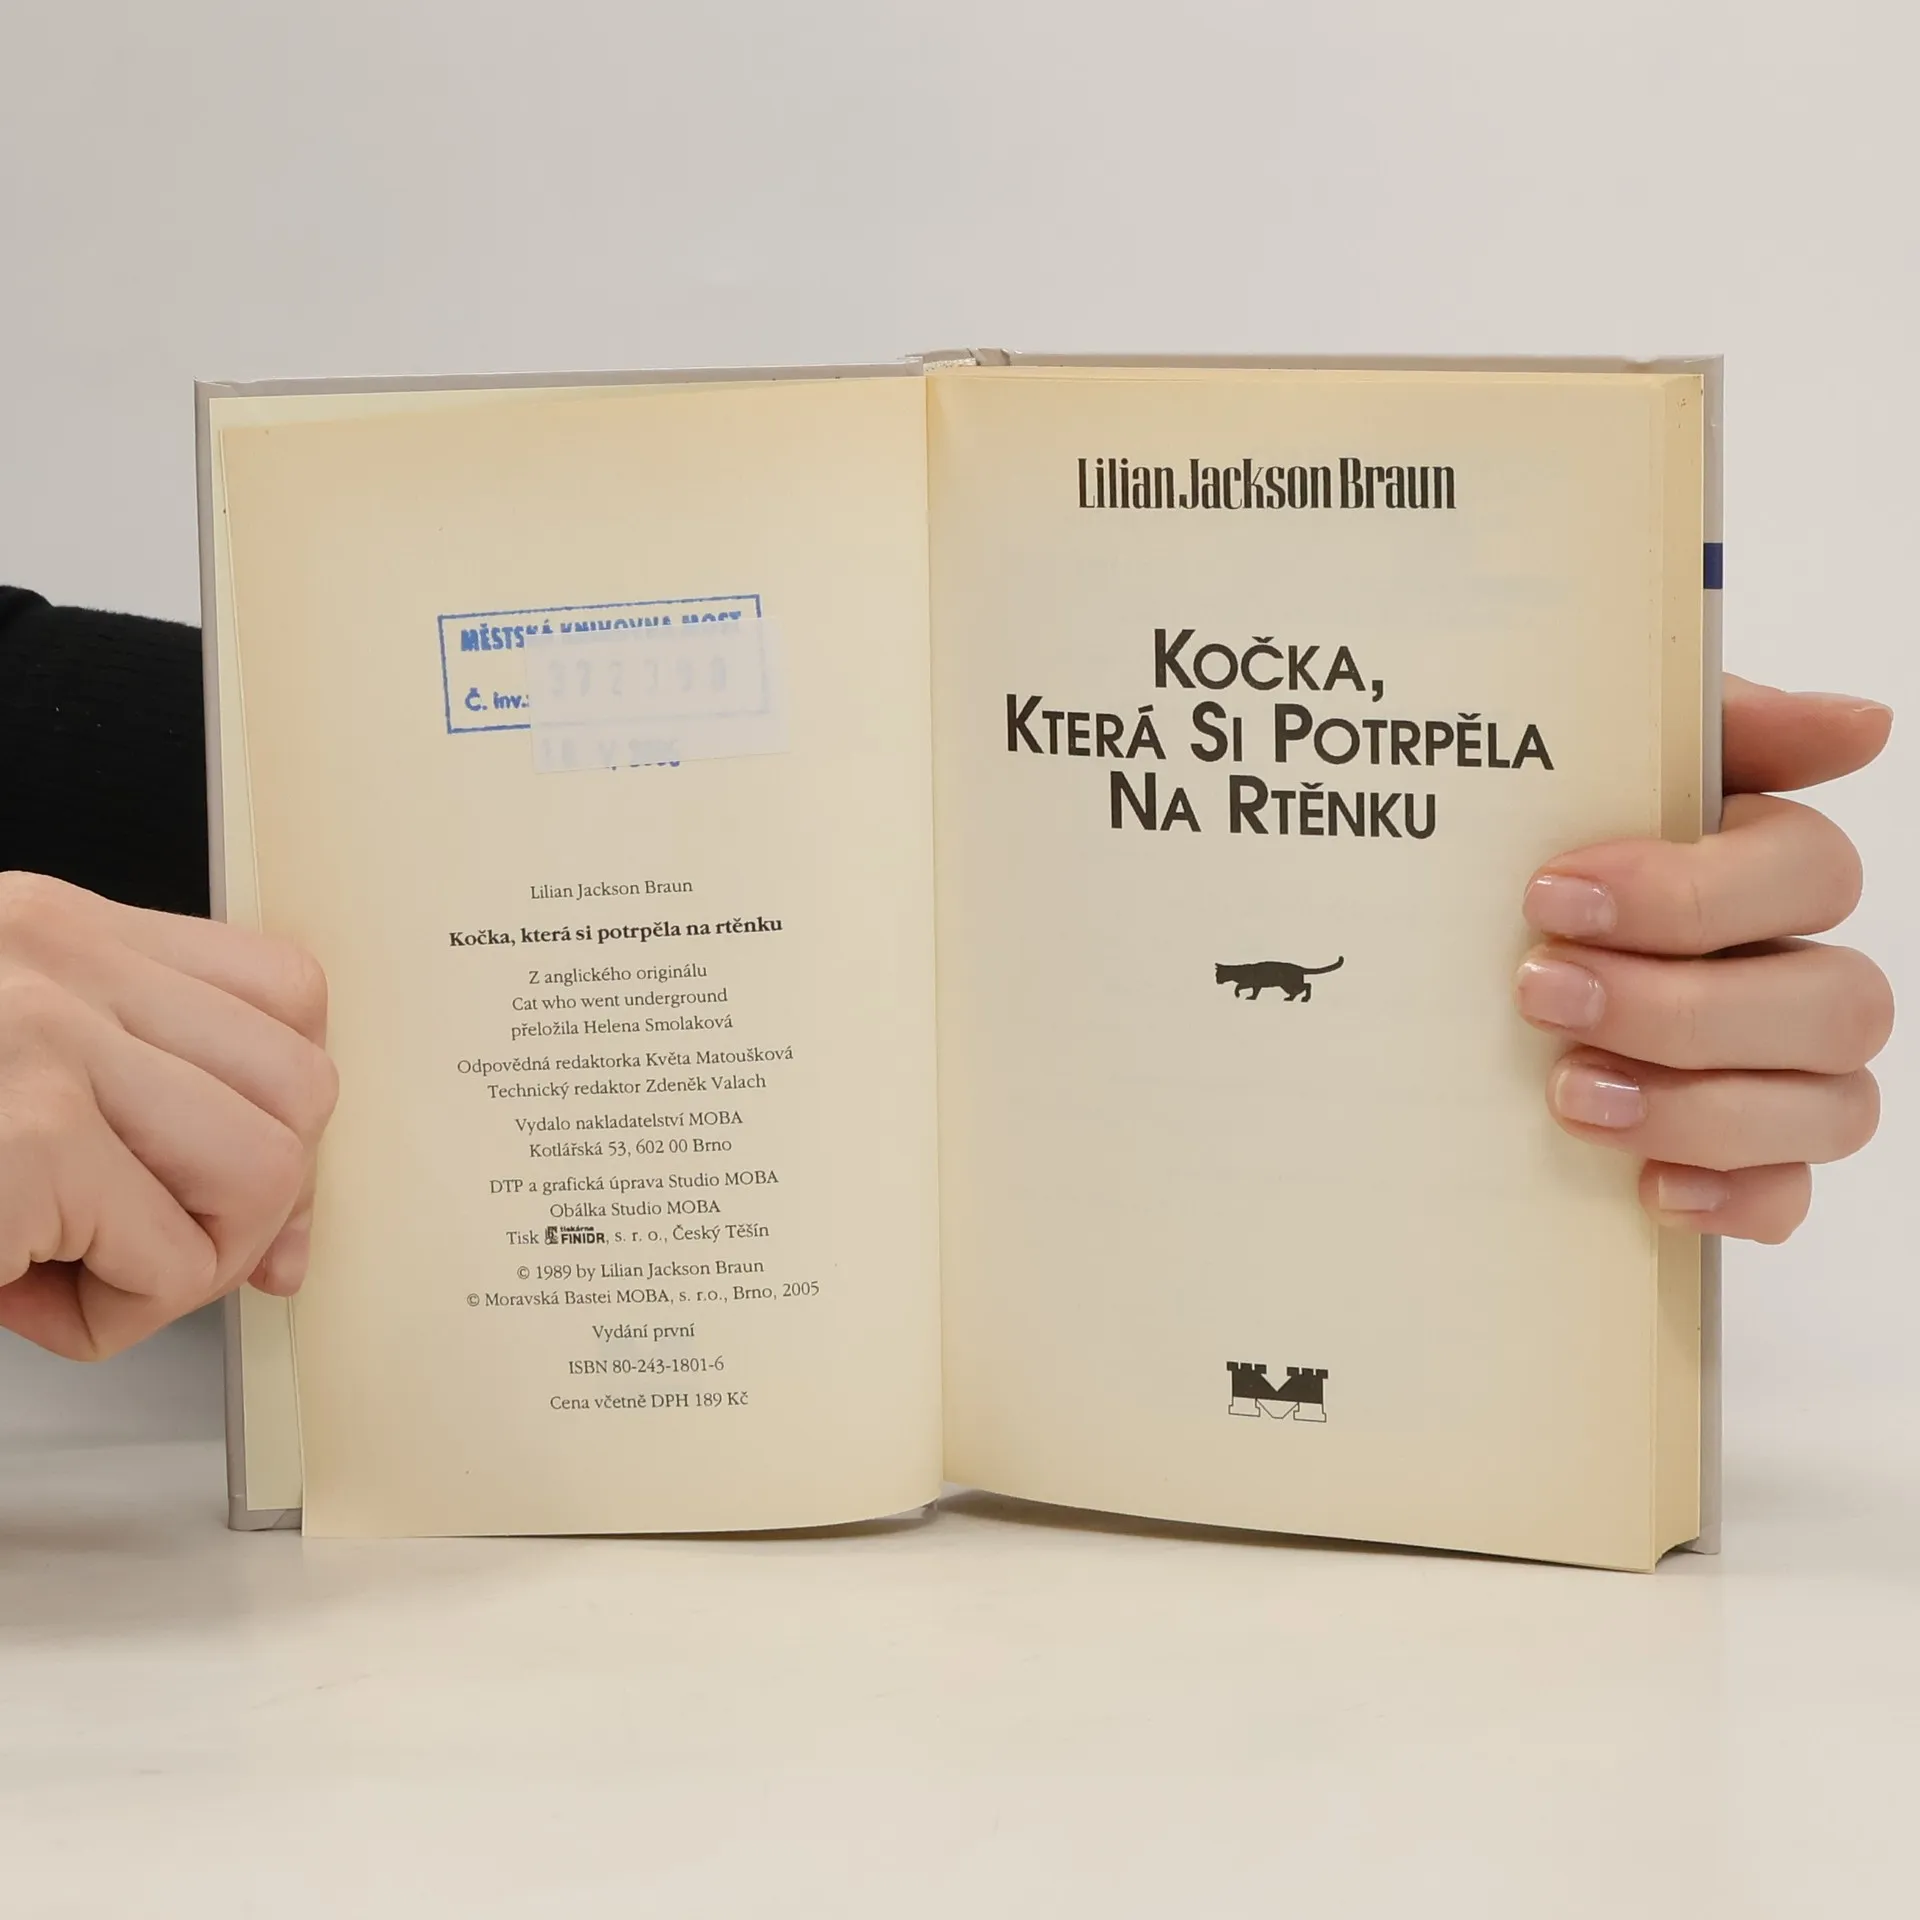 MĚSTSKÁ KNIHOVNA MOST
Č. inv.:
Lilian Jackson Braun
Kočka, která si potrpěla na rtěnku
Z anglického originálu
Cat who went underground
přeložila Helena Smolaková
Odpovědná redaktorka Květa Matoušková
Technický redaktor Zdeněk Valach
Vydalo nakladatelství MOBA
Kotlářská 53, 602 00 Brno
DTP a grafická úprava Studio MOBA
Obálka Studio MOBA
Tisk tiskárna FINIDR, s. r. o., Český Těšín
© 1989 by Lilian Jackson Braun
© Moravská Bastei MOBA, s. r.o., Brno, 2005
Vydání první
ISBN 80-243-1801-6
Cena včetně DPH 189 Kč
Lilian Jackson Braun
KOČKA,
KTERÁ SI POTRPĚLA
NA RTĚNKU